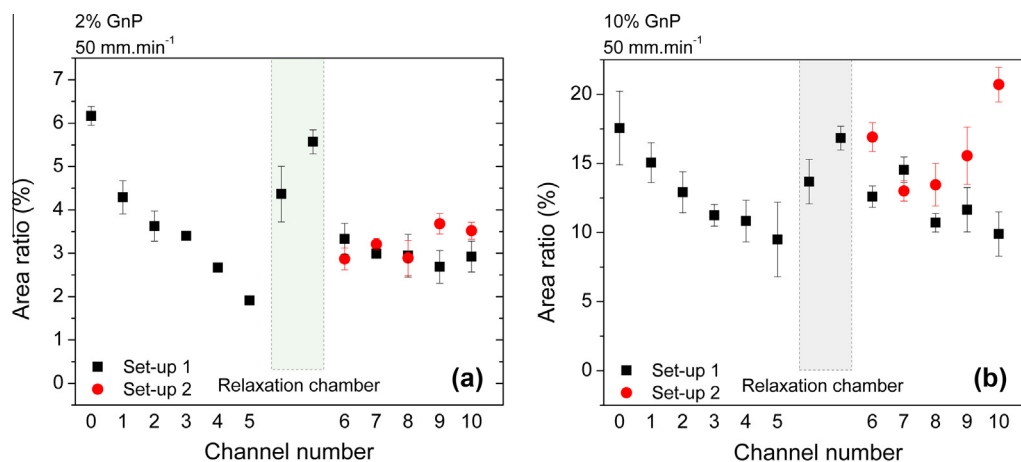 2% GnP
50 mm.min⁻¹
7
6
5
4
3
2
1
0
Area ratio (%)
Set-up 1
Set-up 2
Relaxation chamber
(a)
0 1 2 3 4 5 6 7 8 9 10
Channel number
10% GnP
50 mm.min⁻¹
20
15
10
5
0
Area ratio (%)
Set-up 1
Set-up 2
Relaxation chamber
(b)
0 1 2 3 4 5 6 7 8 9 10
Channel number